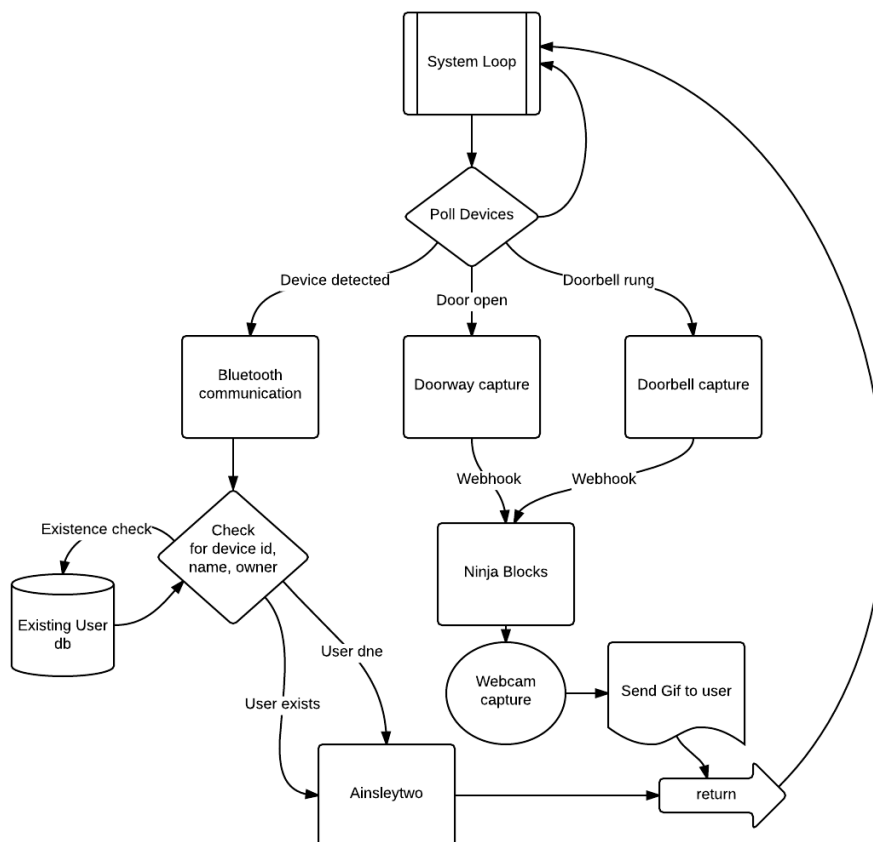 System Loop
Poll Devices
Device detected
Door open
Doorbell rung
Bluetooth
communication
Doorway capture
Doorbell capture
Webhook
Webhook
Existence check
Check
for device id,
name, owner
Ninja Blocks
Existing User
db
User dne
User exists
Webcam
capture
Send Gif to user
Ainsleytwo
return